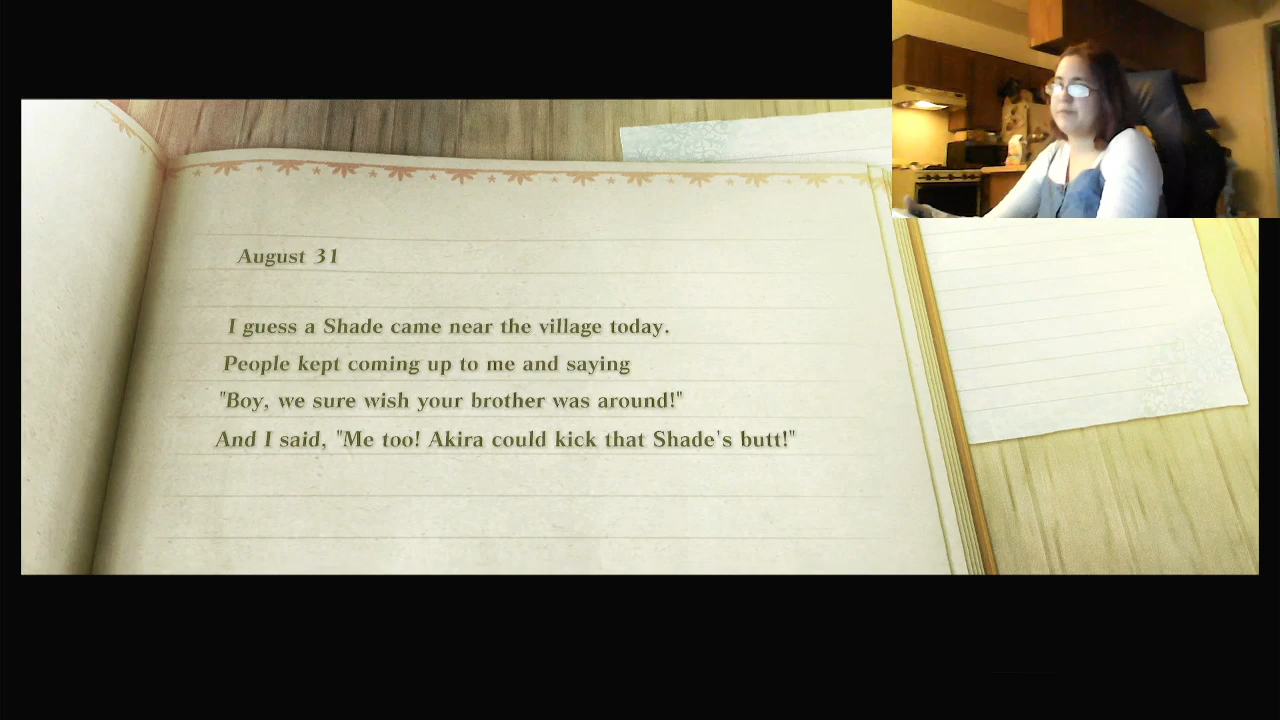 August 31
I guess a Shade came near the village today.
People kept coming up to me and saying
"Boy, we sure wish your brother was around!"
And I said, "Me too! Akira could kick that Shade's butt!"